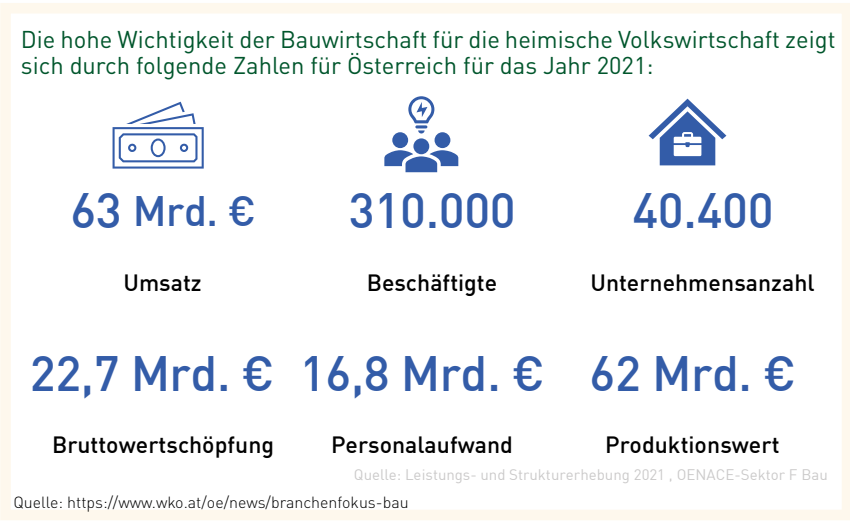 Die hohe Wichtigkeit der Bauwirtschaft für die heimische Volkswirtschaft zeigt
sich durch folgende Zahlen für Österreich für das Jahr 2021:
63 Mrd. €
310.000
40.400
Umsatz
Beschäftigte
Unternehmensanzahl
22,7 Mrd. €
16,8 Mrd. €
62 Mrd. €
Bruttowertschöpfung
Personalaufwand
Produktionswert
Quelle: Leistungs- und Strukturerhebung 2021 , OENACE-Sektor F Bau
Quelle: https://www.wko.at/oe/news/branchenfokus-bau